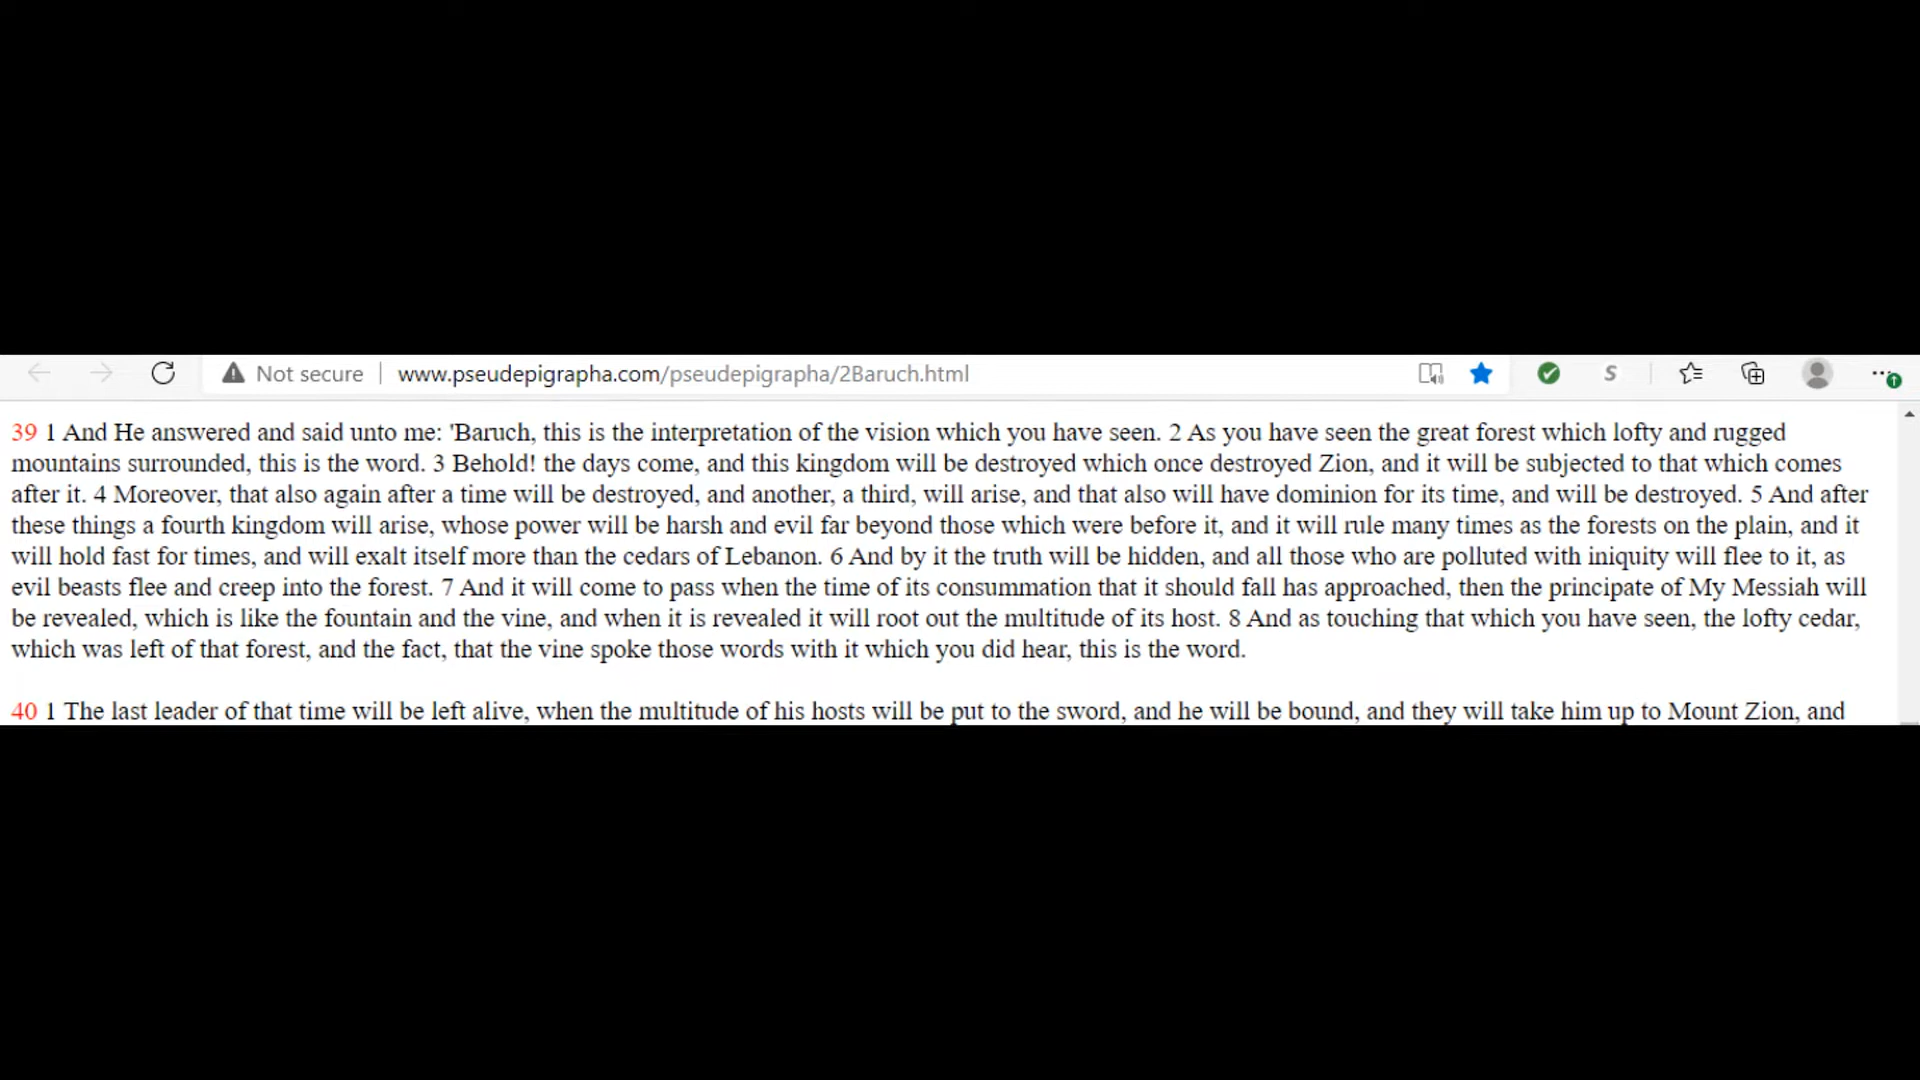 Not secure
www.pseudepigrapha.com/pseudepigrapha/2Baruch.html
S
39 1 And He answered and said unto me: 'Baruch, this is the interpretation of the vision which you have seen. 2 As you have seen the great forest which lofty and rugged
mountains surrounded, this is the word. 3 Behold! the days come, and this kingdom will be destroyed which once destroyed Zion, and it will be subjected to that which comes
after it. 4 Moreover, that also again after a time will be destroyed, and another, a third, will arise, and that also will have dominion for its time, and will be destroyed. 5 And after
these things a fourth kingdom will arise, whose power will be harsh and evil far beyond those which were before it, and it will rule many times as the forests on the plain, and it
will hold fast for times, and will exalt itself more than the cedars of Lebanon. 6 And by it the truth will be hidden, and all those who are polluted with iniquity will flee to it, as
evil beasts flee and creep into the forest. 7 And it will come to pass when the time of its consummation that it should fall has approached, then the principate of My Messiah will
be revealed, which is like the fountain and the vine, and when it is revealed it will root out the multitude of its host. 8 And as touching that which you have seen, the lofty cedar,
which was left of that forest, and the fact, that the vine spoke those words with it which you did hear, this is the word.
40 1 The last leader of that time will be left alive, when the multitude of his hosts will be put to the sword, and he will be bound, and they will take him up to Mount Zion, and